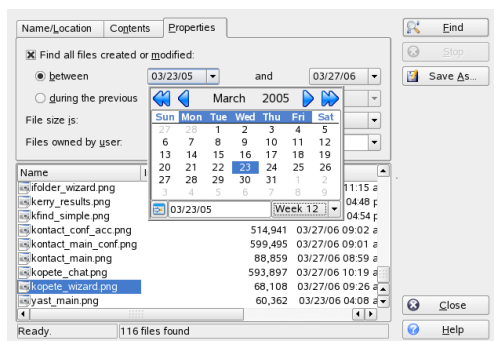 Name/Location Contents Properties
Find
Find all files created or modified:
Stop
between 03/23/05 and 03/27/06
Save As...
during the previous
March 2005
File size is:
Sun Mon Tue Wed Thu Fri Sat
27 28 1 2 3 4 5
Files owned by user:
6 7 8 9 10 11 12
13 14 15 16 17 18 19
20 21 22 23 24 25 26
27 28 29 30 31 1 2
3 4 5 6 7 8 9
03/23/05 Week 12
Name
ifolder_wizard.png 11:15 a
kerry_results.png 04:48 p
kfind_simple.png 04:54 p
kontact_conf_acc.png 514,941 03/27/06 09:02 a
kontact_main_conf.png 599,495 03/27/06 09:01 a
kontact_main.png 88,859 03/27/06 08:59 a
kopete_chat.png 593,897 03/27/06 10:19 a
kopete_wizard.png 68,108 03/27/06 09:26 a
yast_main.png 60,362 03/23/06 04:08 a
Close
Ready. 116 files found
Help